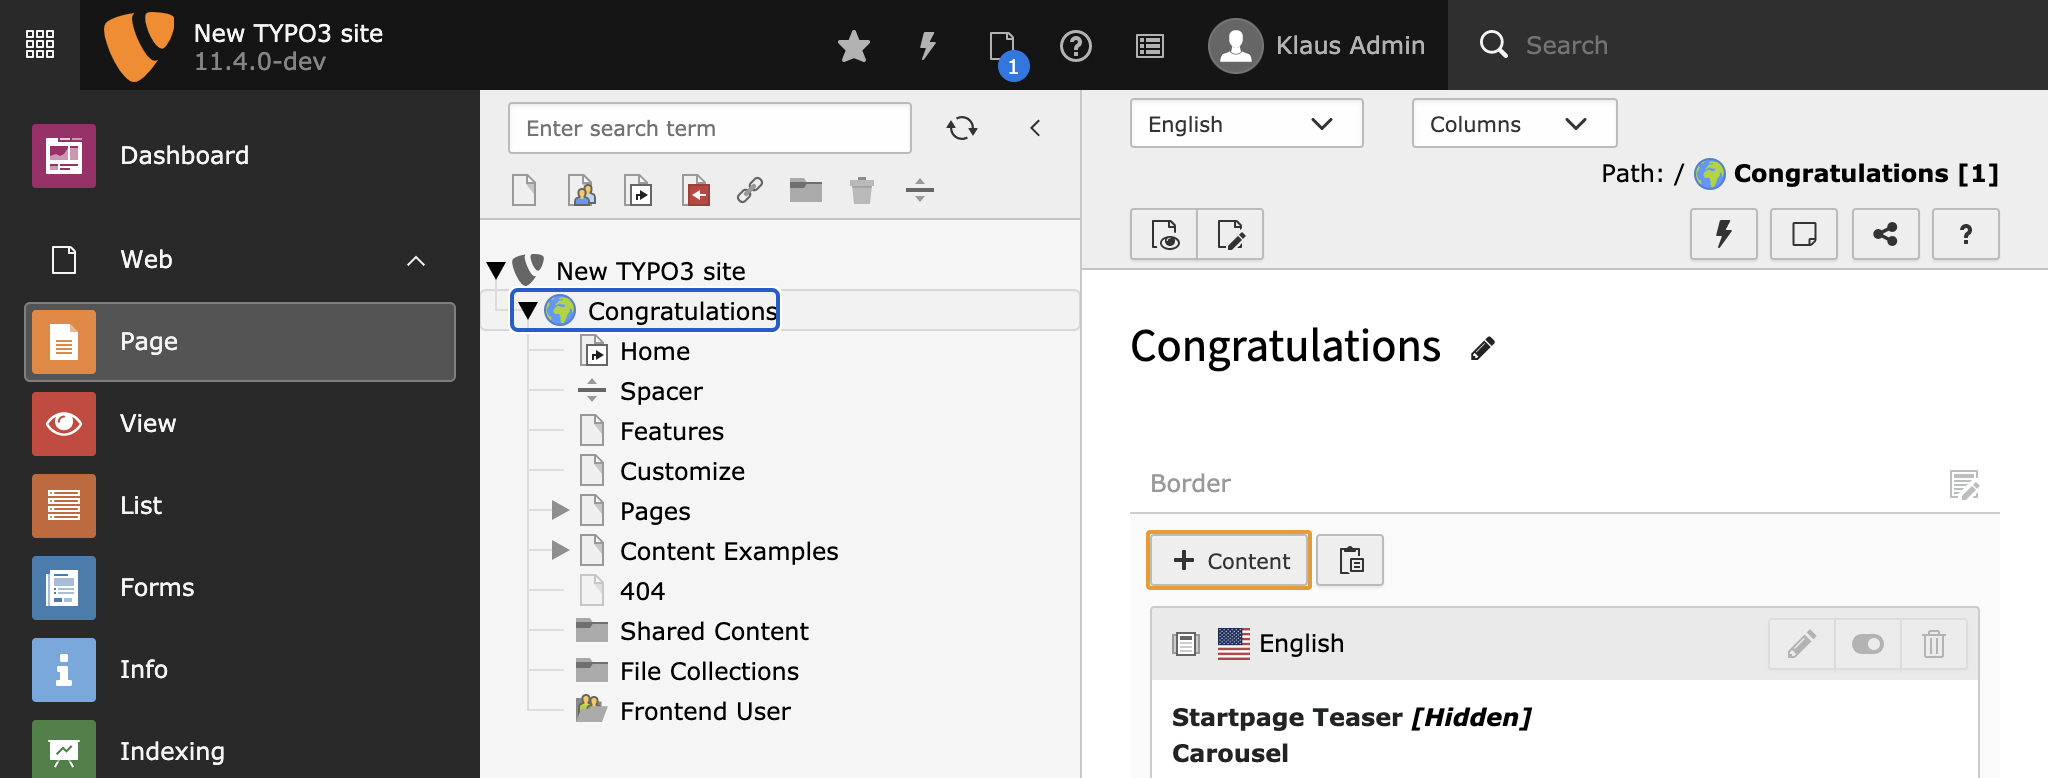 New TYPO3 site
11.4.0-dev
1
Klaus Admin
Search
Dashboard
Web
Page
View
List
Forms
Info
Indexing
Enter search term
New TYPO3 site
Congratulations
Home
Spacer
Features
Customize
Pages
Content Examples
404
Shared Content
File Collections
Frontend User
English
Columns
Path: / Congratulations [1]
?
Congratulations
Border
+ Content
English
Startpage Teaser [Hidden]
Carousel